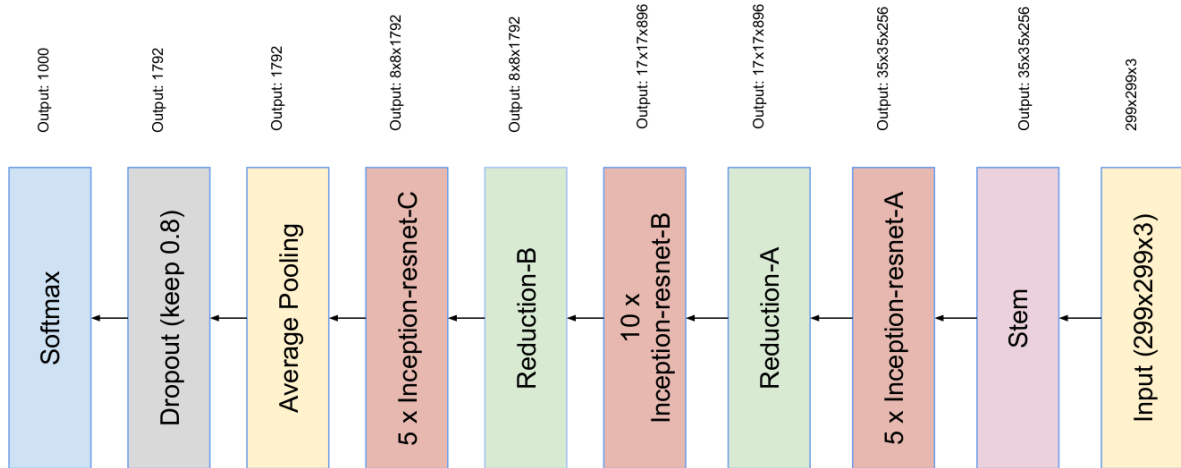 Output: 1000
Output: 1792
Output: 1792
Output: 8x8x1792
Output: 8x8x1792
Output: 17x17x896
Output: 17x17x896
Output: 35x35x256
Output: 35x35x256
299x299x3
Softmax
Dropout (keep 0.8)
Average Pooling
5 x Inception-resnet-C
Reduction-B
10 x
Inception-resnet-B
Reduction-A
5 x Inception-resnet-A
Stem
Input (299x299x3)